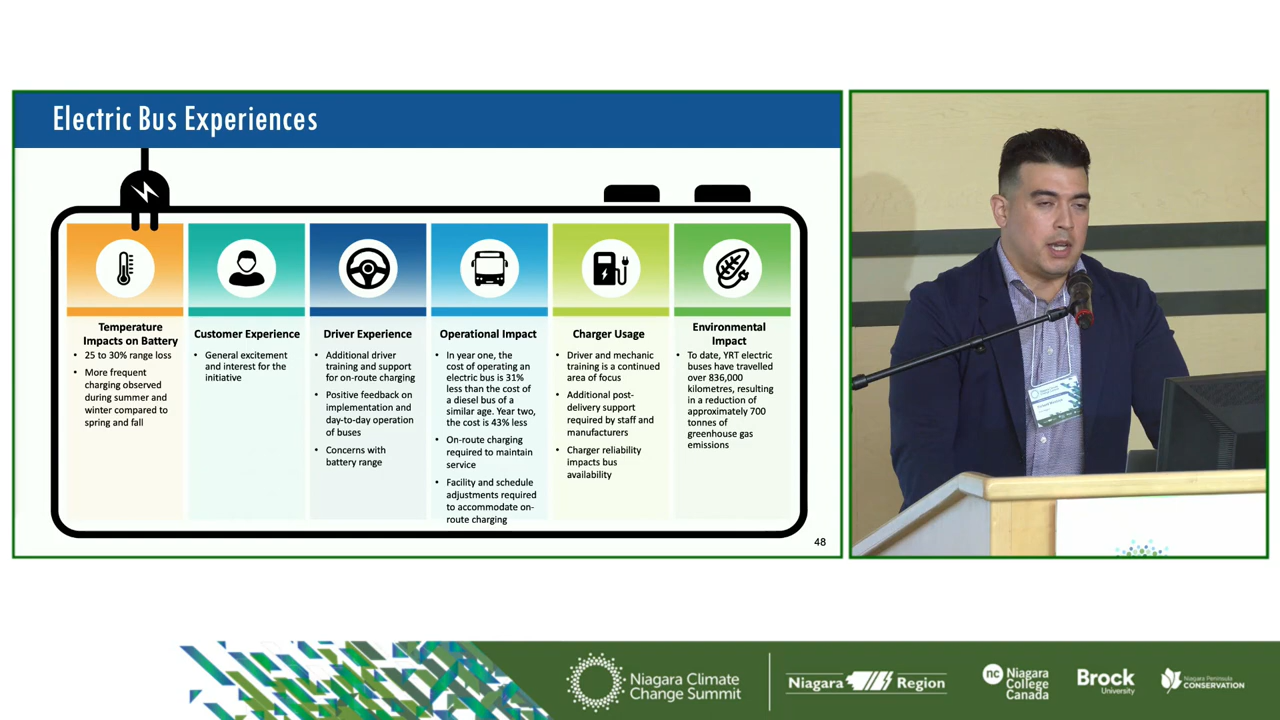 Electric Bus Experiences
Temperature
Impacts on Battery
• 25 to 30% range loss
• More frequent
charging observed
during summer and
winter compared to
spring and fall
Customer Experience
• General excitement
and interest for the
initiative
Driver Experience
• Additional driver
training and support
for on-route charging
• Positive feedback on
implementation and
day-to-day operation
of buses
• Concerns with
battery range
Operational Impact
• In year one, the
cost of operating an
electric bus is 31%
less than the cost of
a diesel bus of a
similar age. Year two,
the cost is 43% less
• On-route charging
required to maintain
service
• Facility and schedule
adjustments required
to accommodate on-
route charging
Charger Usage
• Driver and mechanic
training is a continued
area of focus
• Additional post-
delivery support
required by staff and
manufacturers
• Charger reliability
impacts bus
availability
Environmental
Impact
• To date, YRT electric
buses have travelled
over 836,000
kilometres, resulting
in a reduction of
approximately 700
tonnes of
greenhouse gas
emissions
48
Niagara Climate
Change Summit
Niagara Region
nc
Niagara
College
Canada
Brock
University
Niagara Peninsula
CONSERVATION